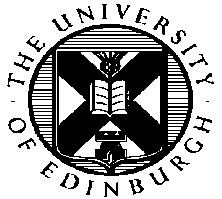 · THE UNIVERSITY ·
OF EDINBURGH